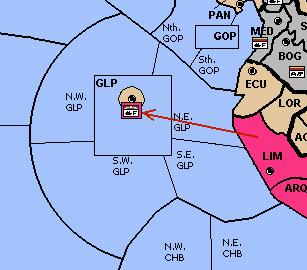 PAN
Nth.
GOP
GOP
MED
Sth.
GOP
BOG
GLP
ECU
N.W.
GLP
LOR
N.E.
GLP
S.W.
GLP
S.E.
GLP
LIM
ARQ
N.W.
CHB
N.E.
CHB